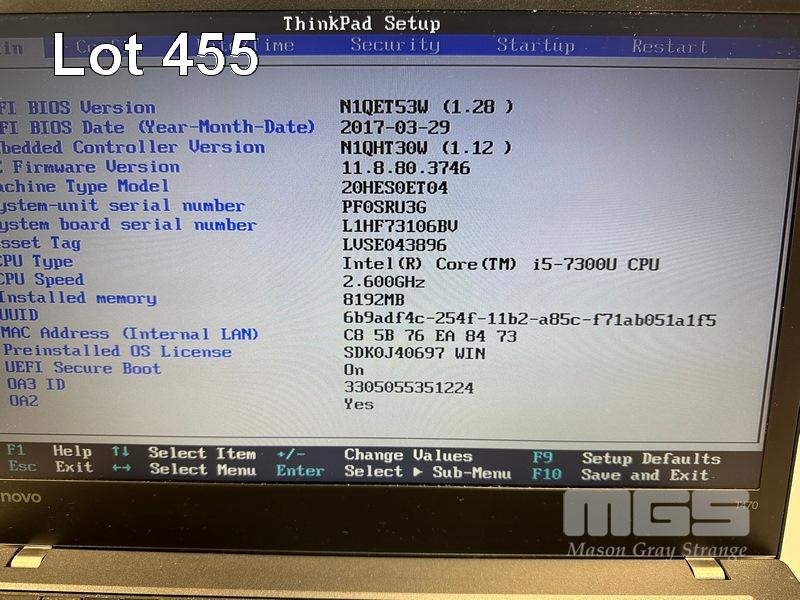 ThinkPad Setup
Lot 455
Time Security Startup Restart
FI BIOS Version N1QET53W (1.28 )
FI BIOS Date (Year-Month-Date) 2017-03-29
bedded Controller Version N1QHT30W (1.12 )
E Firmware Version 11.8.80.3746
achine Type Model 20HES0ET04
ystem-unit serial number PF0SRU3G
ystem board serial number L1HF73106BV
sset Tag LVSE043896
CPU Type Intel(R) Core(TM) i5-7300U CPU
CPU Speed 2.600GHz
Installed memory 8192MB
UUID 6b9adf4c-254f-11b2-a85c-f71ab051a1f5
MAC Address (Internal LAN) C8 5B 76 EA 84 73
Preinstalled OS License SDK0J40697 WIN
UEFI Secure Boot On
OA3 ID 3305055351224
OA2 Yes
F1 Help ↑↓ Select Item +/- Change Values F9 Setup Defaults
Esc Exit ↔ Select Menu Enter Select ▶ Sub-Menu F10 Save and Exit
novo
T470
MGS
Mason Gray Strange